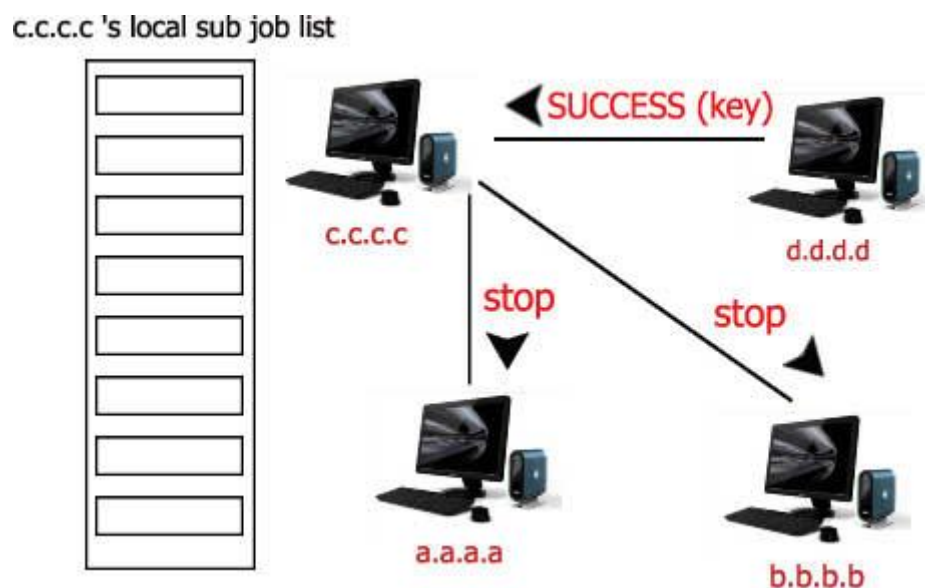 c.c.c.c 's local sub job list
SUCCESS (key)
c.c.c.c
d.d.d.d
stop
stop
a.a.a.a
b.b.b.b